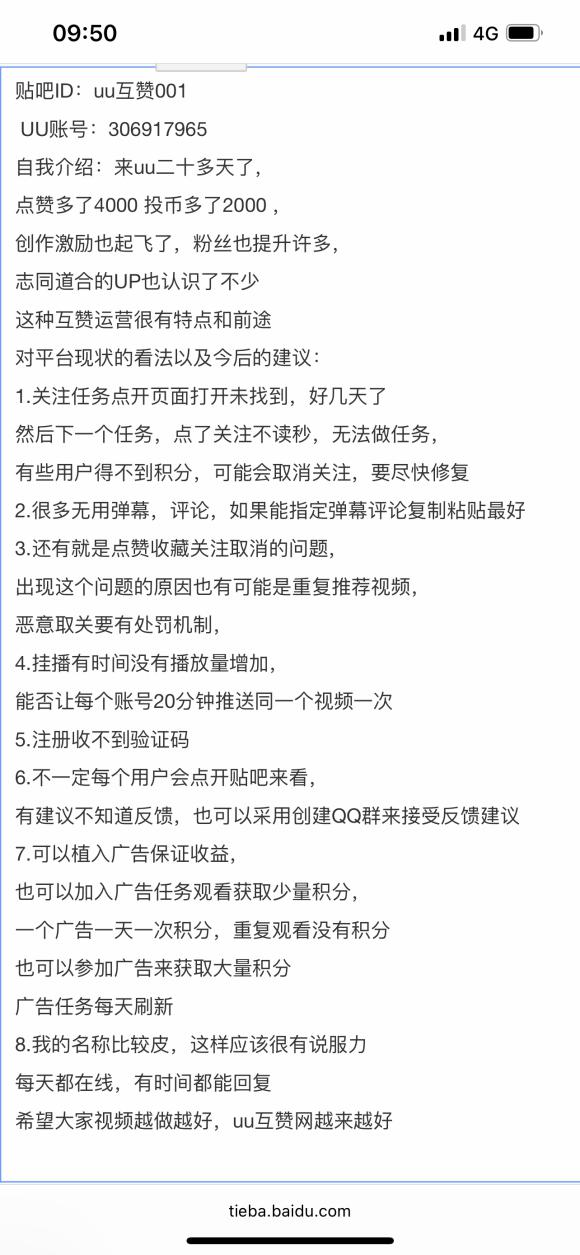 09:50
4G
贴吧ID：uu互赞001
UU账号：306917965
自我介绍：来uu二十多天了，
点赞多了4000 投币多了2000 ，
创作激励也起飞了，粉丝也提升许多，
志同道合的UP也认识了不少
这种互赞运营很有特点和前途
对平台现状的看法以及今后的建议：
1.关注任务点开页面打开未找到，好几天了
然后下一个任务，点了关注不读秒，无法做任务，
有些用户得不到积分，可能会取消关注，要尽快修复
2.很多无用弹幕，评论，如果能指定弹幕评论复制粘贴最好
3.还有就是点赞收藏关注取消的问题，
出现这个问题的原因也有可能是重复推荐视频，
恶意取关要有处罚机制，
4.挂播有时间没有播放量增加，
能否让每个账号20分钟推送同一个视频一次
5.注册收不到验证码
6.不一定每个用户会点开贴吧来看，
有建议不知道反馈，也可以采用创建QQ群来接受反馈建议
7.可以植入广告保证收益，
也可以加入广告任务观看获取少量积分，
一个广告一天一次积分，重复观看没有积分
也可以参加广告来获取大量积分
广告任务每天刷新
8.我的名称比较皮，这样应该很有说服力
每天都在线，有时间都能回复
希望大家视频越做越好，uu互赞网越来越好
tieba.baidu.com